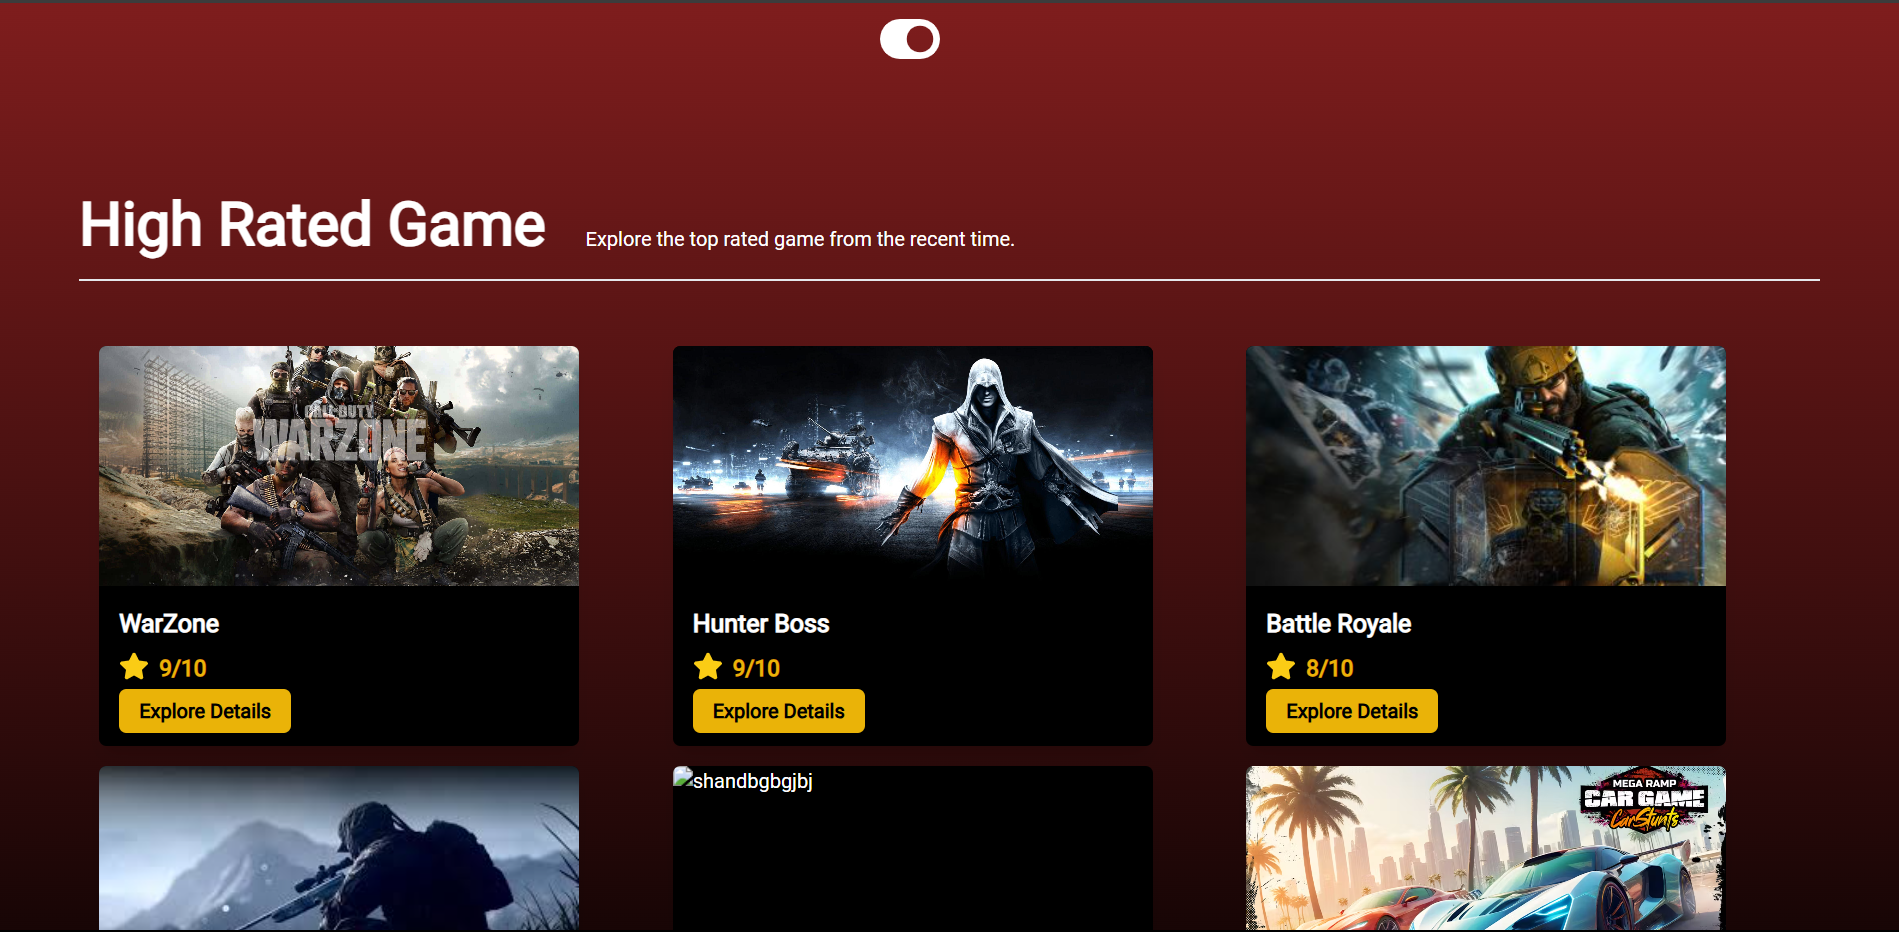 High Rated Game
Explore the top rated game from the recent time.
CALL OF DUTY
WARZONE
WarZone
9/10
Explore Details
Hunter Boss
9/10
Explore Details
Battle Royale
8/10
Explore Details
shandbgbgjbj
MEGA RAMP
CAR GAME
Car Stunts